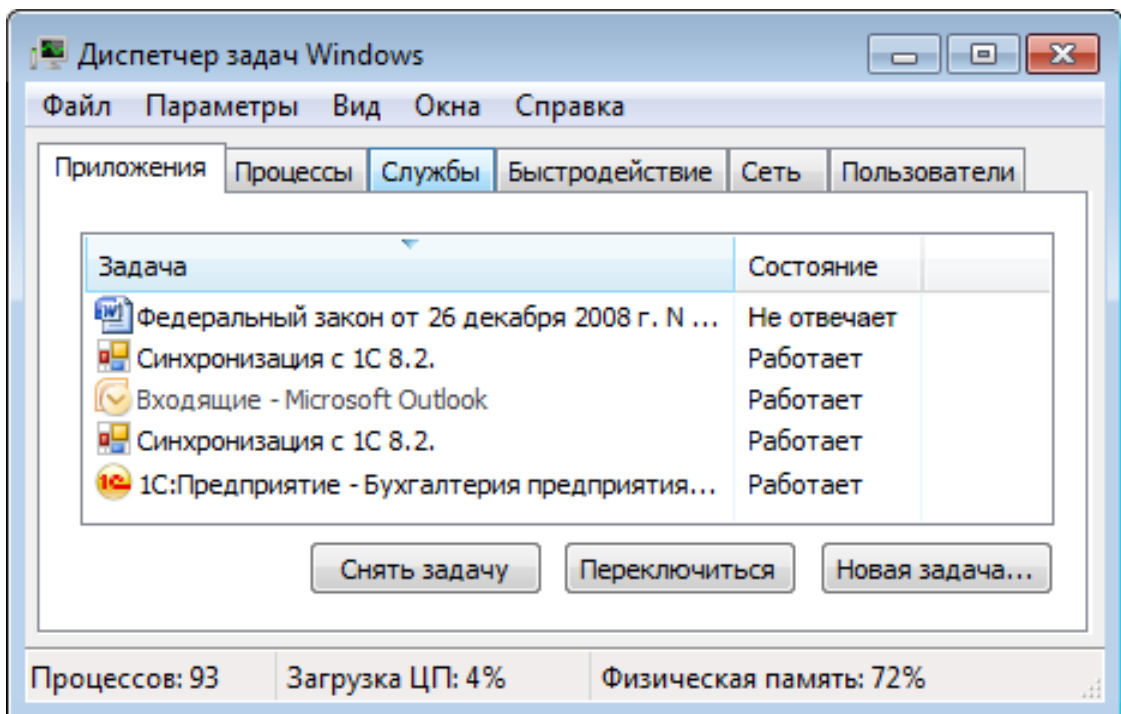 Диспетчер задач Windows
Файл Параметры Вид Окна Справка
Приложения Процессы Службы Быстродействие Сеть Пользователи
Задача Состояние
Федеральный закон от 26 декабря 2008 г. N ... Не отвечает
Синхронизация с 1С 8.2. Работает
Входящие - Microsoft Outlook Работает
Синхронизация с 1С 8.2. Работает
1С:Предприятие - Бухгалтерия предприятия... Работает
Снять задачу Переключиться Новая задача...
Процессов: 93 Загрузка ЦП: 4% Физическая память: 72%